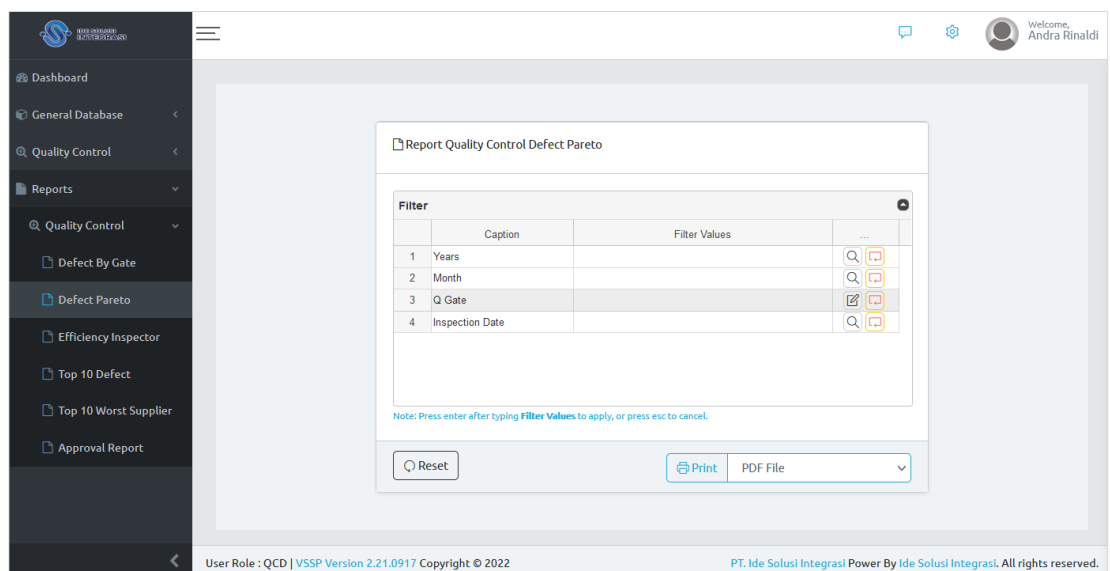 IDE SOLUSI
INTEGRASI
Welcome,
Andra Rinaldi
Dashboard
General Database
Quality Control
Reports
Quality Control
Defect By Gate
Defect Pareto
Efficiency Inspector
Top 10 Defect
Top 10 Worst Supplier
Approval Report
Report Quality Control Defect Pareto
Filter
Caption Filter Values ...
1 Years
2 Month
3 Q Gate
4 Inspection Date
Note: Press enter after typing Filter Values to apply, or press esc to cancel.
Reset Print PDF File
User Role : QCD | VSSP Version 2.21.0917 Copyright © 2022 PT. Ide Solusi Integrasi Power By Ide Solusi Integrasi. All rights reserved.